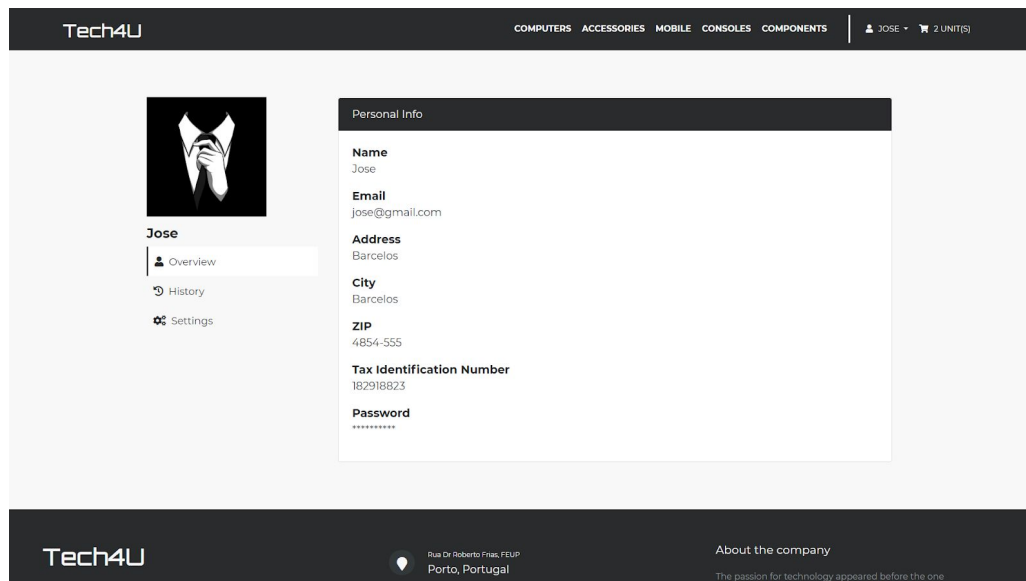 Tech4U
COMPUTERS ACCESSORIES MOBILE CONSOLES COMPONENTS JOSE 2 UNIT(S)
Jose
Overview
History
Settings
Personal Info
Name
Jose
Email
jose@gmail.com
Address
Barcelos
City
Barcelos
ZIP
4854-555
Tax Identification Number
182918823
Password
**********
Tech4U
Rua Dr Roberto Frias, FEUP
Porto, Portugal
About the company
The passion for technology appeared before the one